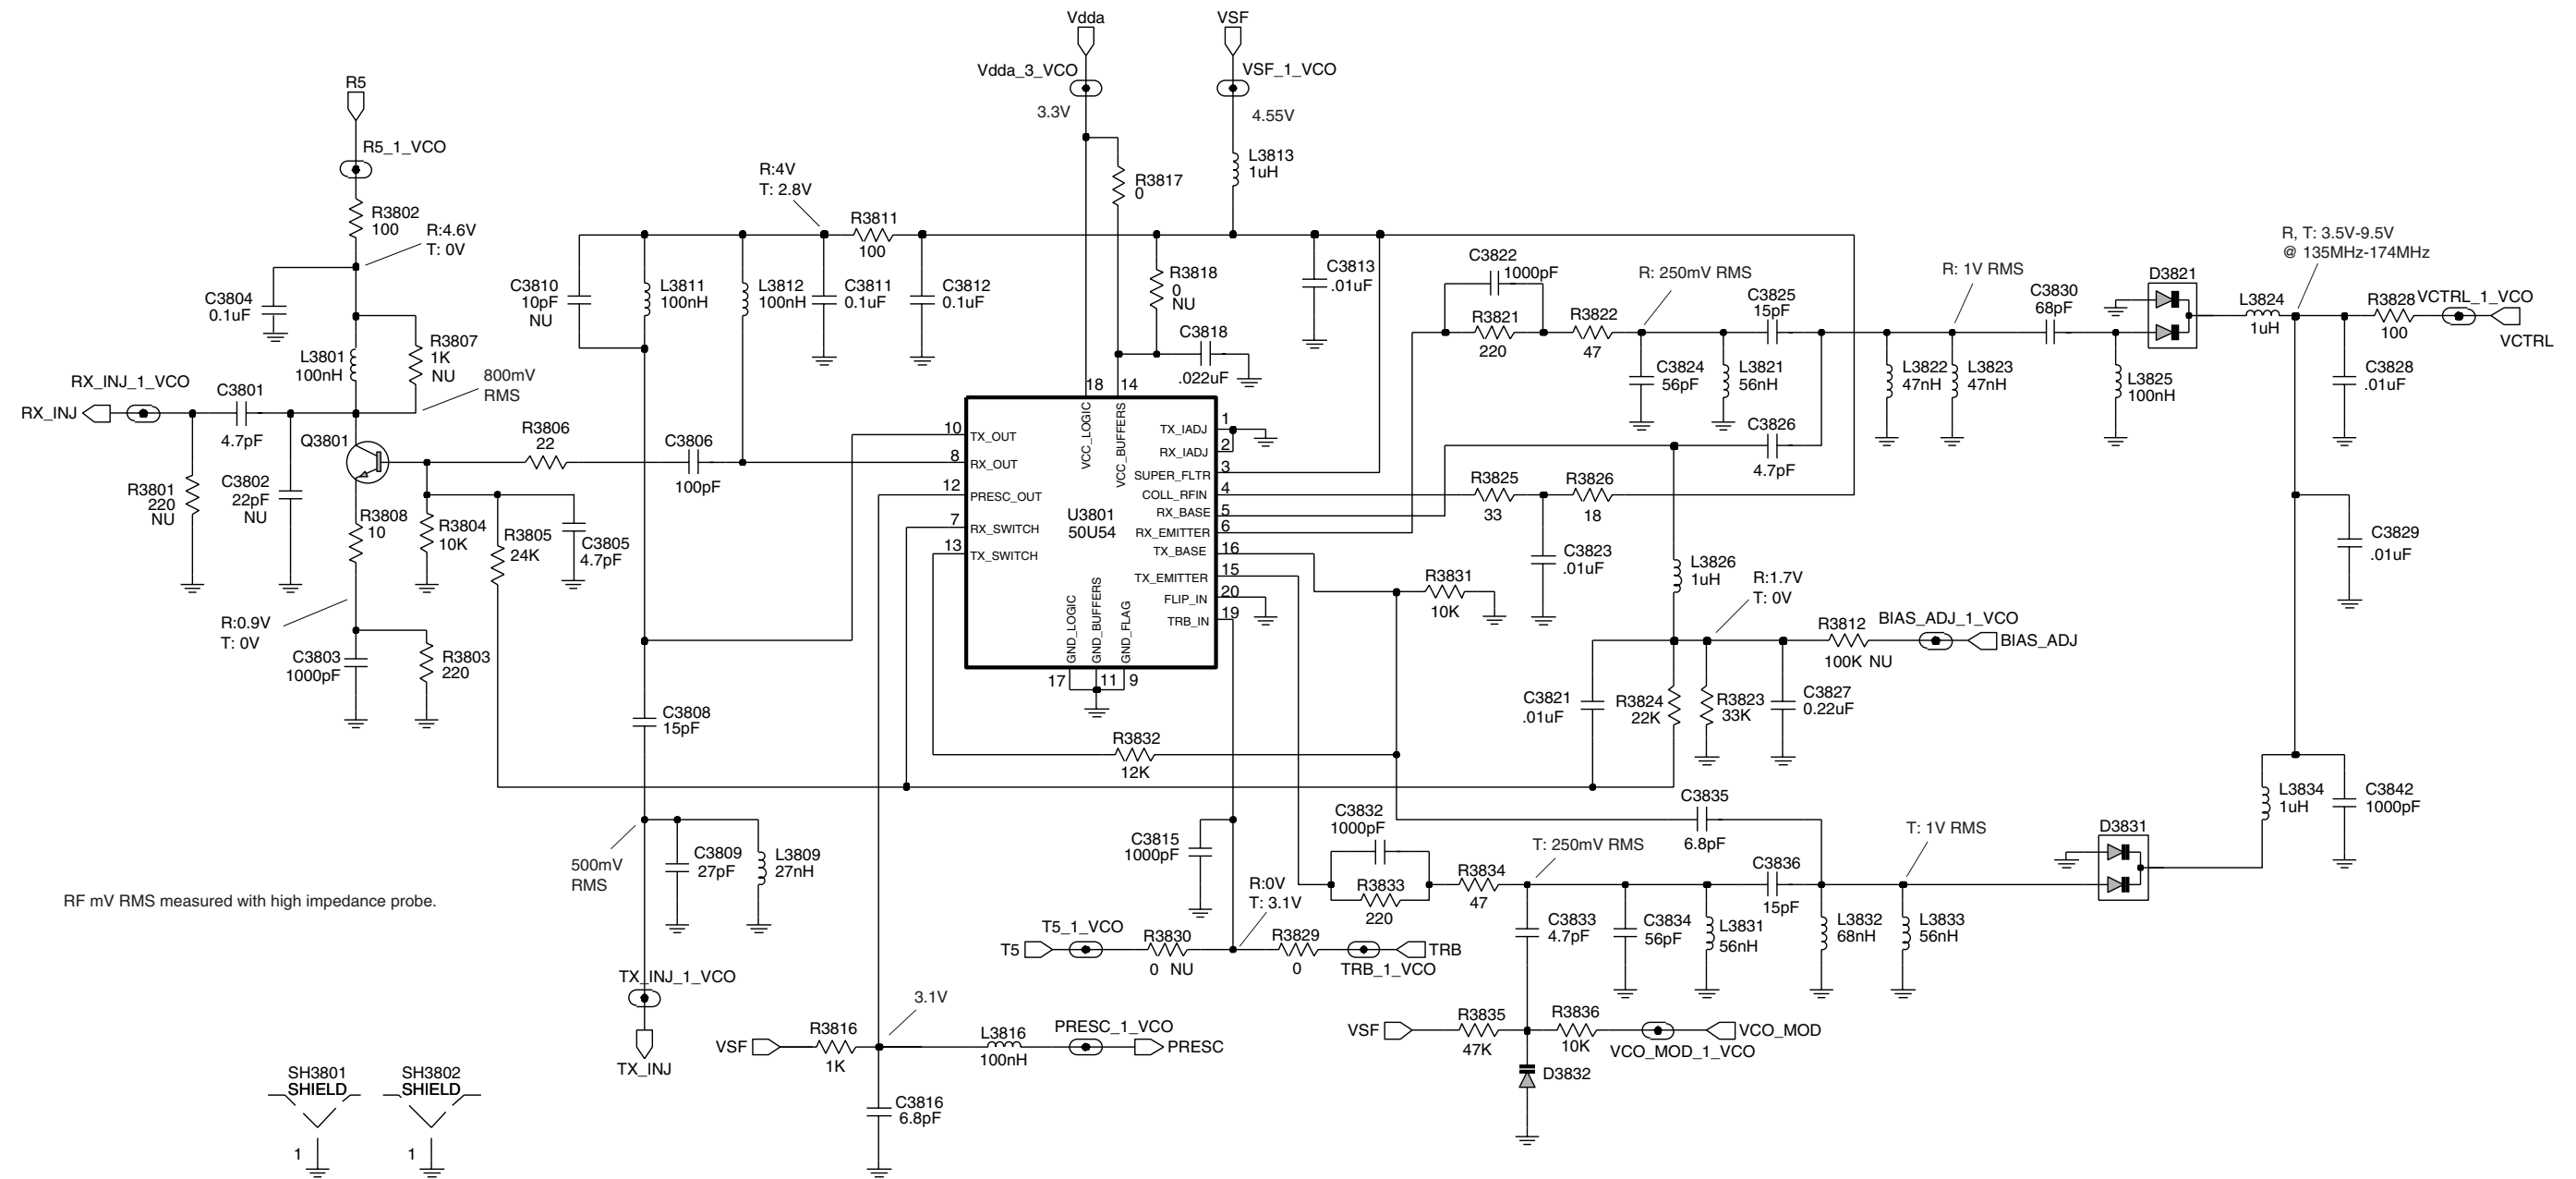 Vdda
VSF
Vdda_3_VCO
VSF_1_VCO
3.3V
4.55V
R5
R5_1_VCO
R3802
100
R:4.6V
T: 0V
C3804
0.1uF
L3801
100nH
R3807
1K
NU
800mV
RMS
RX_INJ_1_VCO
RX_INJ
C3801
4.7pF
Q3801
R3801
220
NU
C3802
22pF
NU
R3808
10
R3804
10K
R3805
24K
C3805
4.7pF
R3806
22
C3806
100pF
R:0.9V
T: 0V
C3803
1000pF
R3803
220
R:4V
T: 2.8V
R3811
100
C3810
10pF
NU
L3811
100nH
L3812
100nH
C3811
0.1uF
C3812
0.1uF
R3817
0
L3813
1uH
R3818
0
NU
C3818
.022uF
C3813
.01uF
18
14
VCC_LOGIC
VCC_BUFFERS
10
TX_OUT
8
RX_OUT
12
PRESC_OUT
7
RX_SWITCH
13
TX_SWITCH
U3801
50U54
TX_IADJ
1
RX_IADJ
2
SUPER_FLTR
3
COLL_RFIN
4
RX_BASE
5
RX_EMITTER
6
TX_BASE
16
TX_EMITTER
15
FLIP_IN
20
TRB_IN
19
GND_LOGIC
GND_BUFFERS
GND_FLAG
17
11
9
C3822
1000pF
R3821
220
R3822
47
R: 250mV RMS
C3825
15pF
C3824
56pF
L3821
56nH
R: 1V RMS
L3822
47nH
L3823
47nH
C3830
68pF
D3821
L3825
100nH
L3824
1uH
R, T: 3.5V-9.5V
@ 135MHz-174MHz
R3828
100
VCTRL_1_VCO
VCTRL
C3828
.01uF
C3826
4.7pF
R3825
33
R3826
18
C3823
.01uF
L3826
1uH
R:1.7V
T: 0V
R3831
10K
R3812
100K NU
BIAS_ADJ_1_VCO
BIAS_ADJ
C3821
.01uF
R3824
22K
R3823
33K
C3827
0.22uF
C3829
.01uF
C3808
15pF
R3832
12K
500mV
RMS
C3809
27pF
L3809
27nH
C3815
1000pF
C3832
1000pF
R3833
220
R3834
47
T: 250mV RMS
C3835
6.8pF
C3836
15pF
T: 1V RMS
D3831
L3834
1uH
C3842
1000pF
C3833
4.7pF
C3834
56pF
L3831
56nH
L3832
68nH
L3833
56nH
RF mV RMS measured with high impedance probe.
R:0V
T: 3.1V
T5
T5_1_VCO
R3830
0 NU
R3829
0
TRB_1_VCO
TRB
TX_INJ_1_VCO
TX_INJ
3.1V
VSF
R3816
1K
L3816
100nH
PRESC_1_VCO
PRESC
C3816
6.8pF
VSF
R3835
47K
R3836
10K
VCO_MOD_1_VCO
VCO_MOD
D3832
SH3801
SHIELD
1
SH3802
SHIELD
1